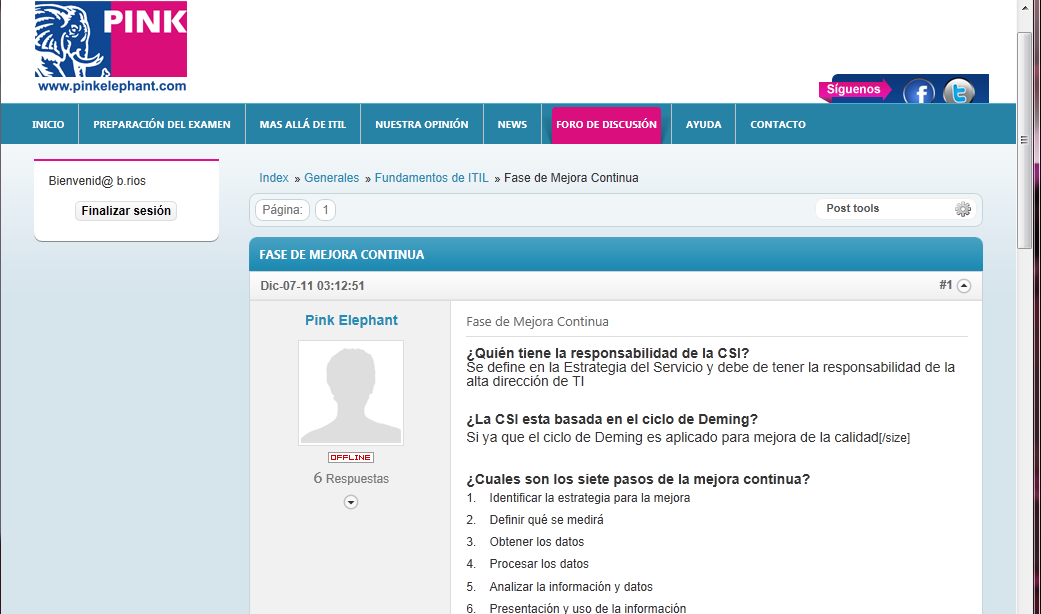 PINK
www.pinkelephant.com
Síguenos
INICIO PREPARACIÓN DEL EXAMEN MAS ALLÁ DE ITIL NUESTRA OPINIÓN NEWS FORO DE DISCUSIÓN AYUDA CONTACTO
Bienvenid@ b.rios
Finalizar sesión
Index » Generales » Fundamentos de ITIL » Fase de Mejora Continua
Página: 1
Post tools
FASE DE MEJORA CONTINUA
Dic-07-11 03:12:51 #1
Pink Elephant
OFFLINE
6 Respuestas
Fase de Mejora Continua
¿Quién tiene la responsabilidad de la CSI?
Se define en la Estrategia del Servicio y debe de tener la responsabilidad de la
alta dirección de TI
¿La CSI esta basada en el ciclo de Deming?
Si ya que el ciclo de Deming es aplicado para mejora de la calidad[/size]
¿Cuales son los siete pasos de la mejora continua?
1. Identificar la estrategia para la mejora
2. Definir qué se medirá
3. Obtener los datos
4. Procesar los datos
5. Analizar la información y datos
6. Presentación y uso de la información